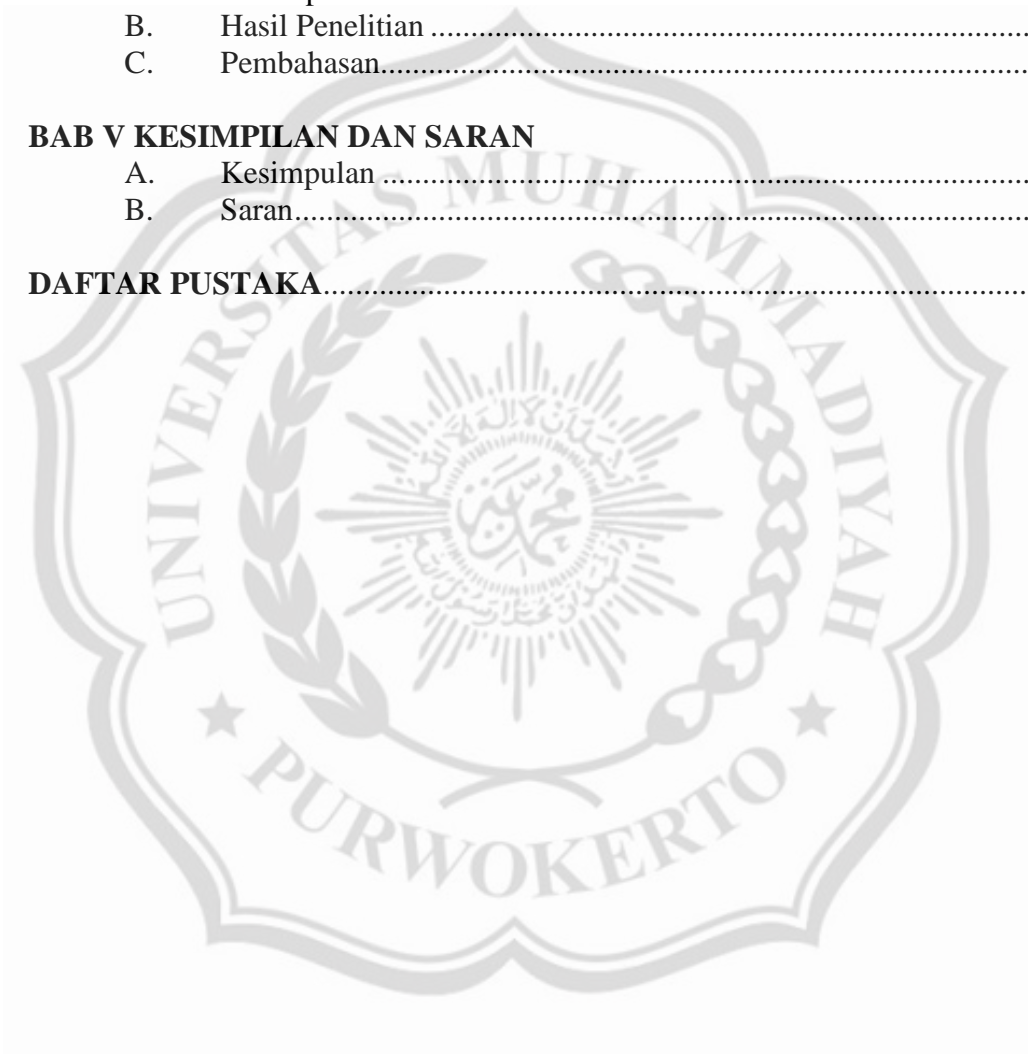 B. Hasil Penelitian ........................................................................................................
C. Pembahasan................................................................................................................
BAB V KESIMPILAN DAN SARAN
A. Kesimpulan ................................................................................................................
B. Saran............................................................................................................................
DAFTAR PUSTAKA......................................................................................................
UNIVERSITAS MUHAMMADIYAH
PURWOKERTO